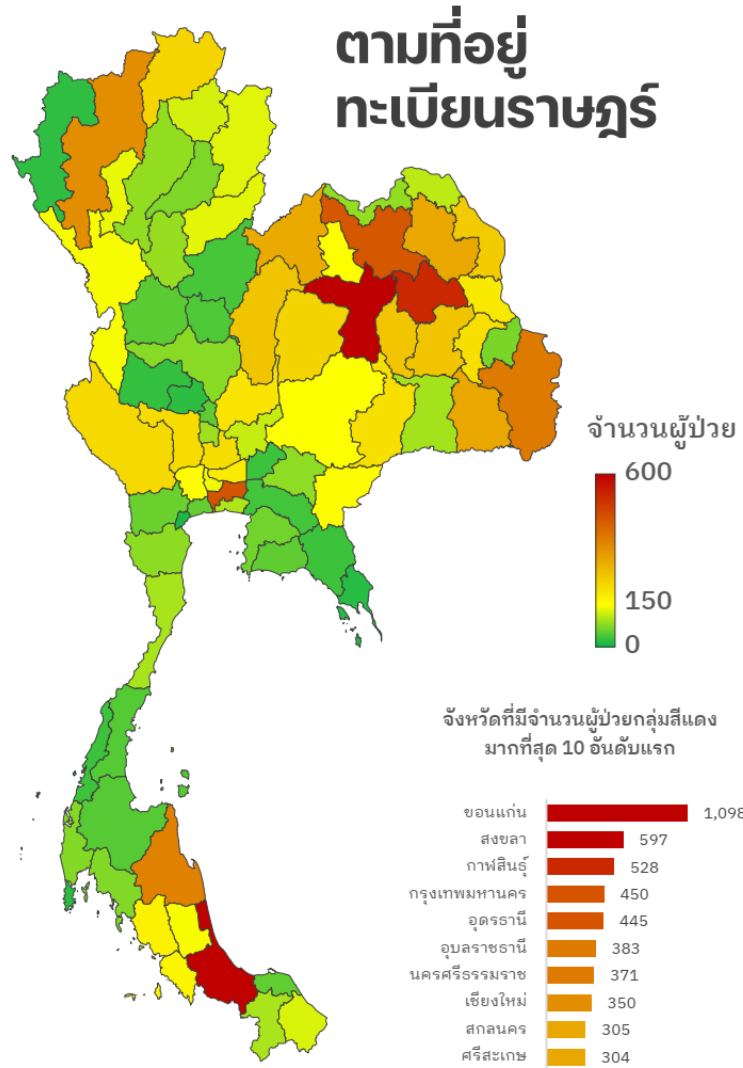 ตามที่อยู่
ทะเบียนราษฎร์
จำนวนผู้ป่วย
600
150
0
จังหวัดที่มีจำนวนผู้ป่วยกลุ่มสีแดง
มากที่สุด 10 อันดับแรก
ขอนแก่น 1,098
สงขลา 597
กาฬสินธุ์ 528
กรุงเทพมหานคร 450
อุดรธานี 445
อุบลราชธานี 383
นครศรีธรรมราช 371
เชียงใหม่ 350
สกลนคร 305
ศรีสะเกษ 304